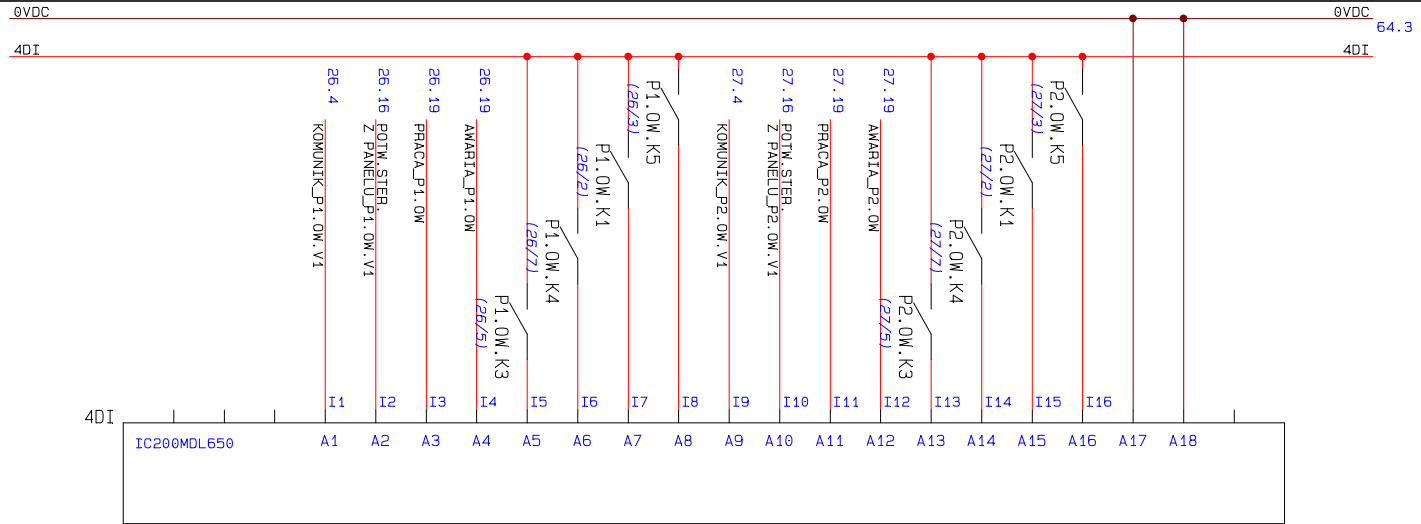 0VDC
0VDC
64.3
4DI
4DI
26.4
KOMUNIK_P1.OW.V1
26.16
POTW.STER.
Z PANELU_P1.OW.V1
26.19
PRACA_P1.OW
26.19
AWARIA_P1.OW
P1.OW.K3
(26/5)
P1.OW.K4
(26/7)
P1.OW.K1
(26/2)
P1.OW.K5
(26/3)
27.4
KOMUNIK_P2.OW.V1
27.16
POTW.STER.
Z PANELU_P2.OW.V1
27.19
PRACA_P2.OW
27.19
AWARIA_P2.OW
P2.OW.K3
(27/5)
P2.OW.K4
(27/7)
P2.OW.K1
(27/2)
P2.OW.K5
(27/3)
I1 I2 I3 I4 I5 I6 I7 I8 I9 I10 I11 I12 I13 I14 I15 I16
4DI
IC200MDL650 A1 A2 A3 A4 A5 A6 A7 A8 A9 A10 A11 A12 A13 A14 A15 A16 A17 A18